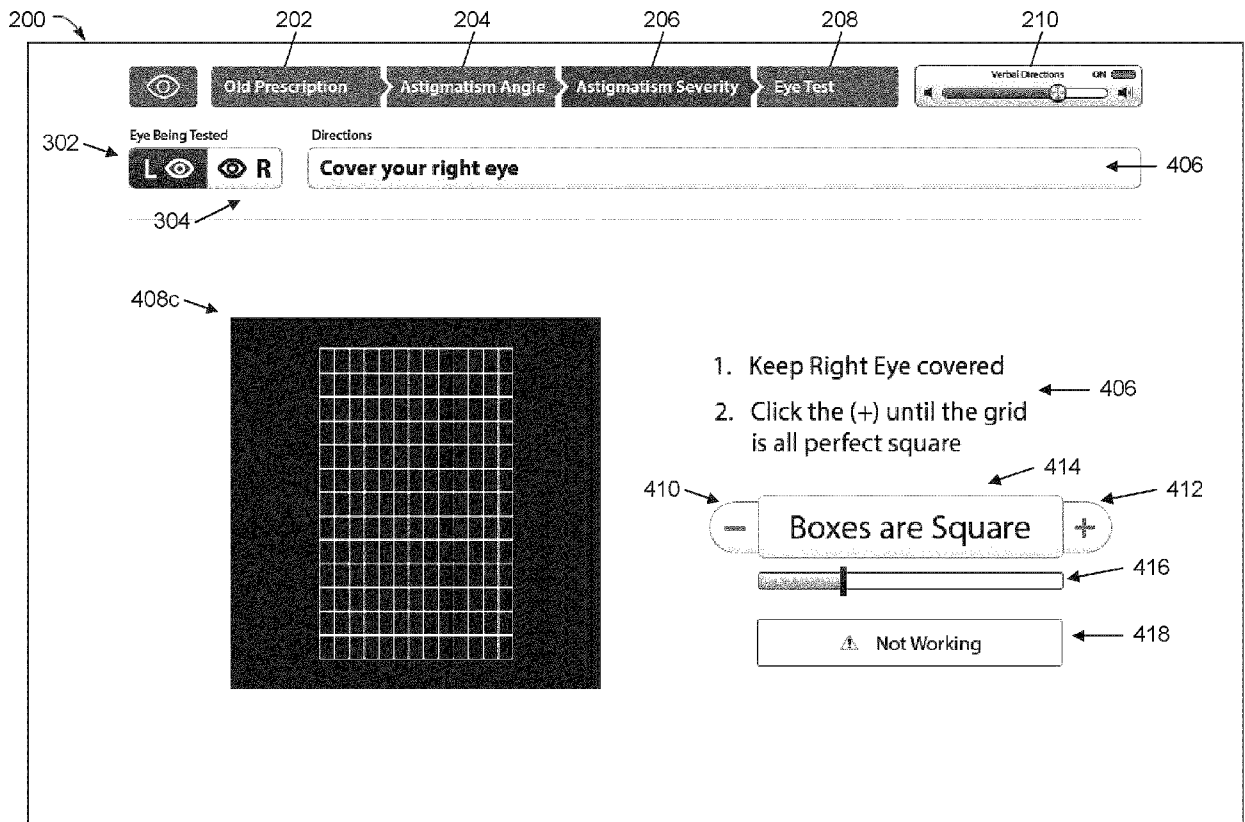 200 202 204 206 208 210
Old Prescription Astigmatism Angle Astigmatism Severity Eye Test
Verbal Directions ON
Eye Being Tested Directions
302 L R Cover your right eye 406
304
408c
1. Keep Right Eye covered
406
2. Click the (+) until the grid
is all perfect square
414
410 412
− Boxes are Square +
416
Not Working 418